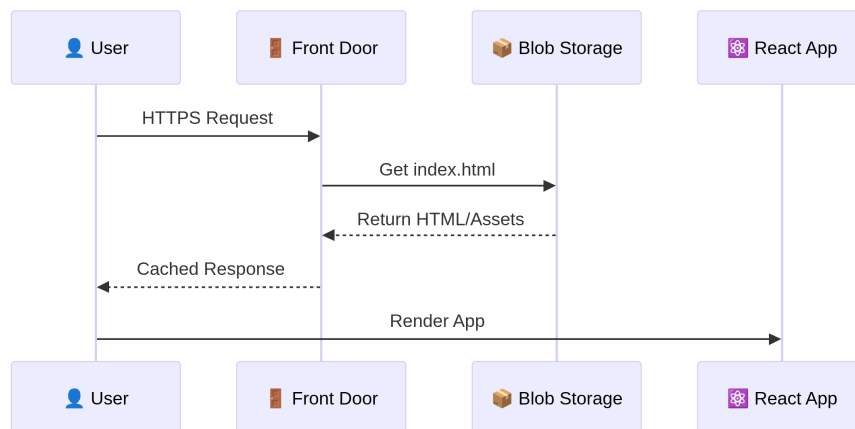 👤 User
🚪 Front Door
📦 Blob Storage
⚛️ React App
HTTPS Request
Get index.html
Return HTML/Assets
Cached Response
Render App
👤 User
🚪 Front Door
📦 Blob Storage
⚛️ React App